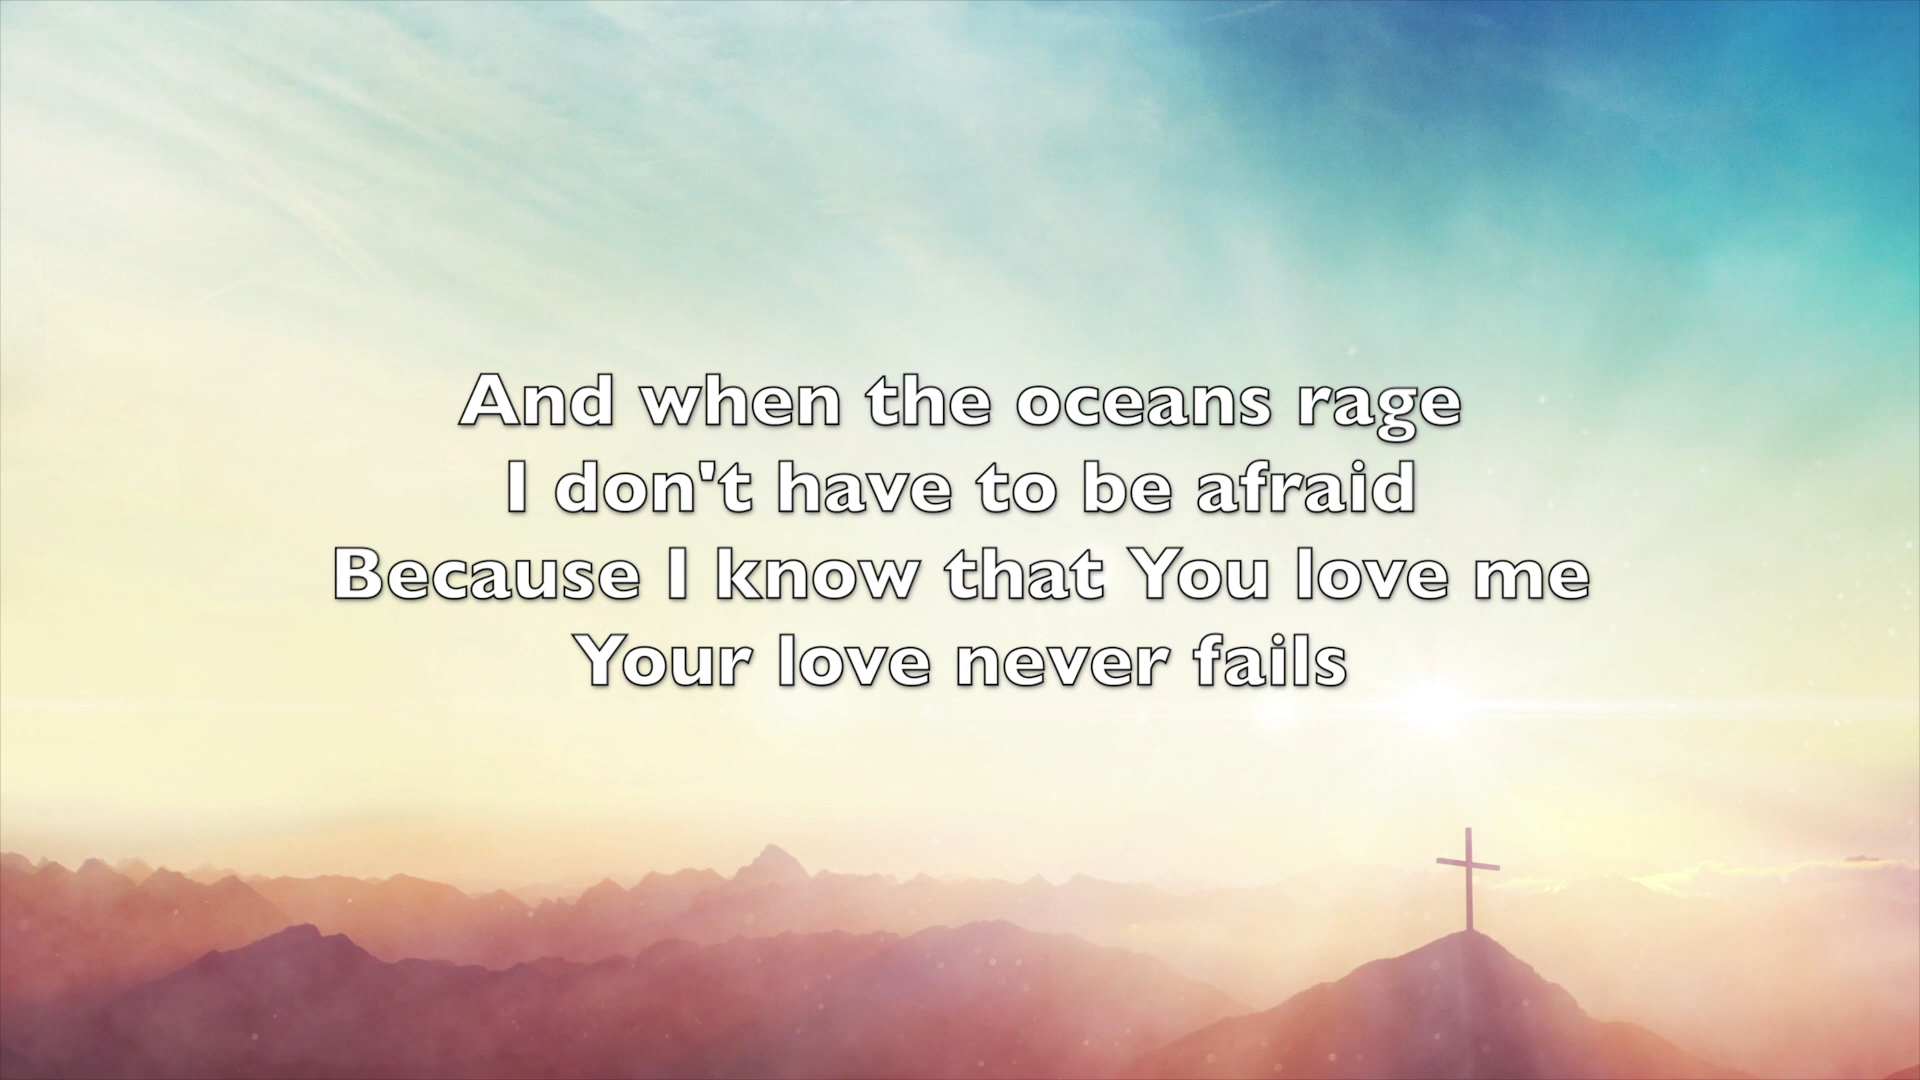 And when the oceans rage
I don't have to be afraid
Because I know that You love me
Your love never fails